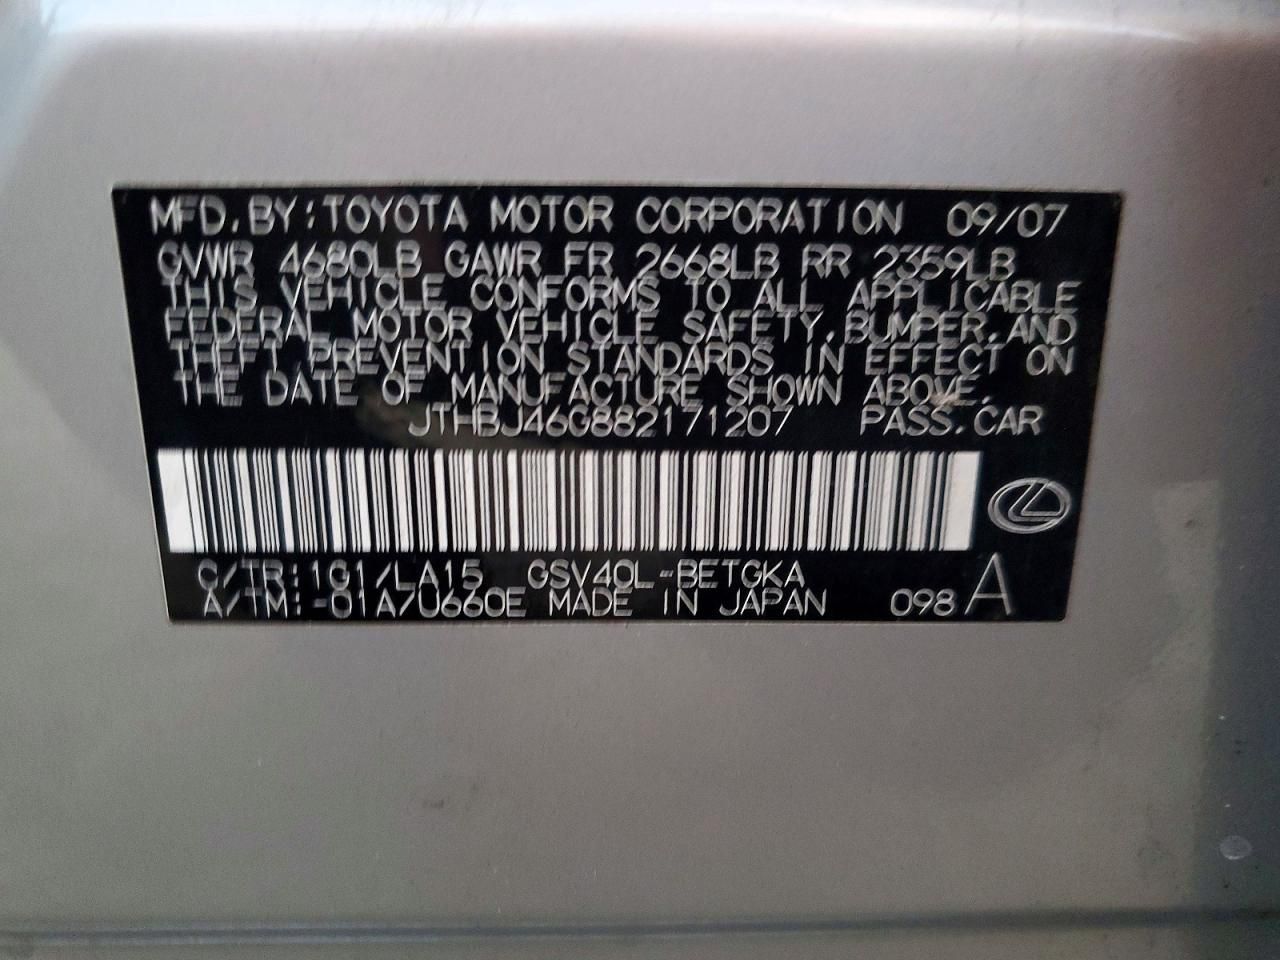 MFD. BY: TOYOTA MOTOR CORPORATION 09/07
GVWR 4680LB GAWR FR 2668LB RR 2359LB
THIS VEHICLE CONFORMS TO ALL APPLICABLE
FEDERAL MOTOR VEHICLE SAFETY, BUMPER, AND
THEFT PREVENTION STANDARDS IN EFFECT ON
THE DATE OF MANUFACTURE SHOWN ABOVE.
JTHBJ46G882171207 PASS. CAR
C/TR: 1G1/LA15 GSV40L-BETGKA
A/TM: -01A/U660E MADE IN JAPAN 098 A